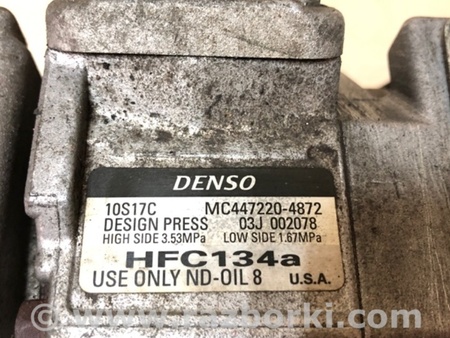 DENSO
10S17C MC447220-4872
DESIGN PRESS 03J 002078
HIGH SIDE 3.53MPa LOW SIDE 1.67MPa
HFC134a
USE ONLY ND-OIL 8 U.S.A.